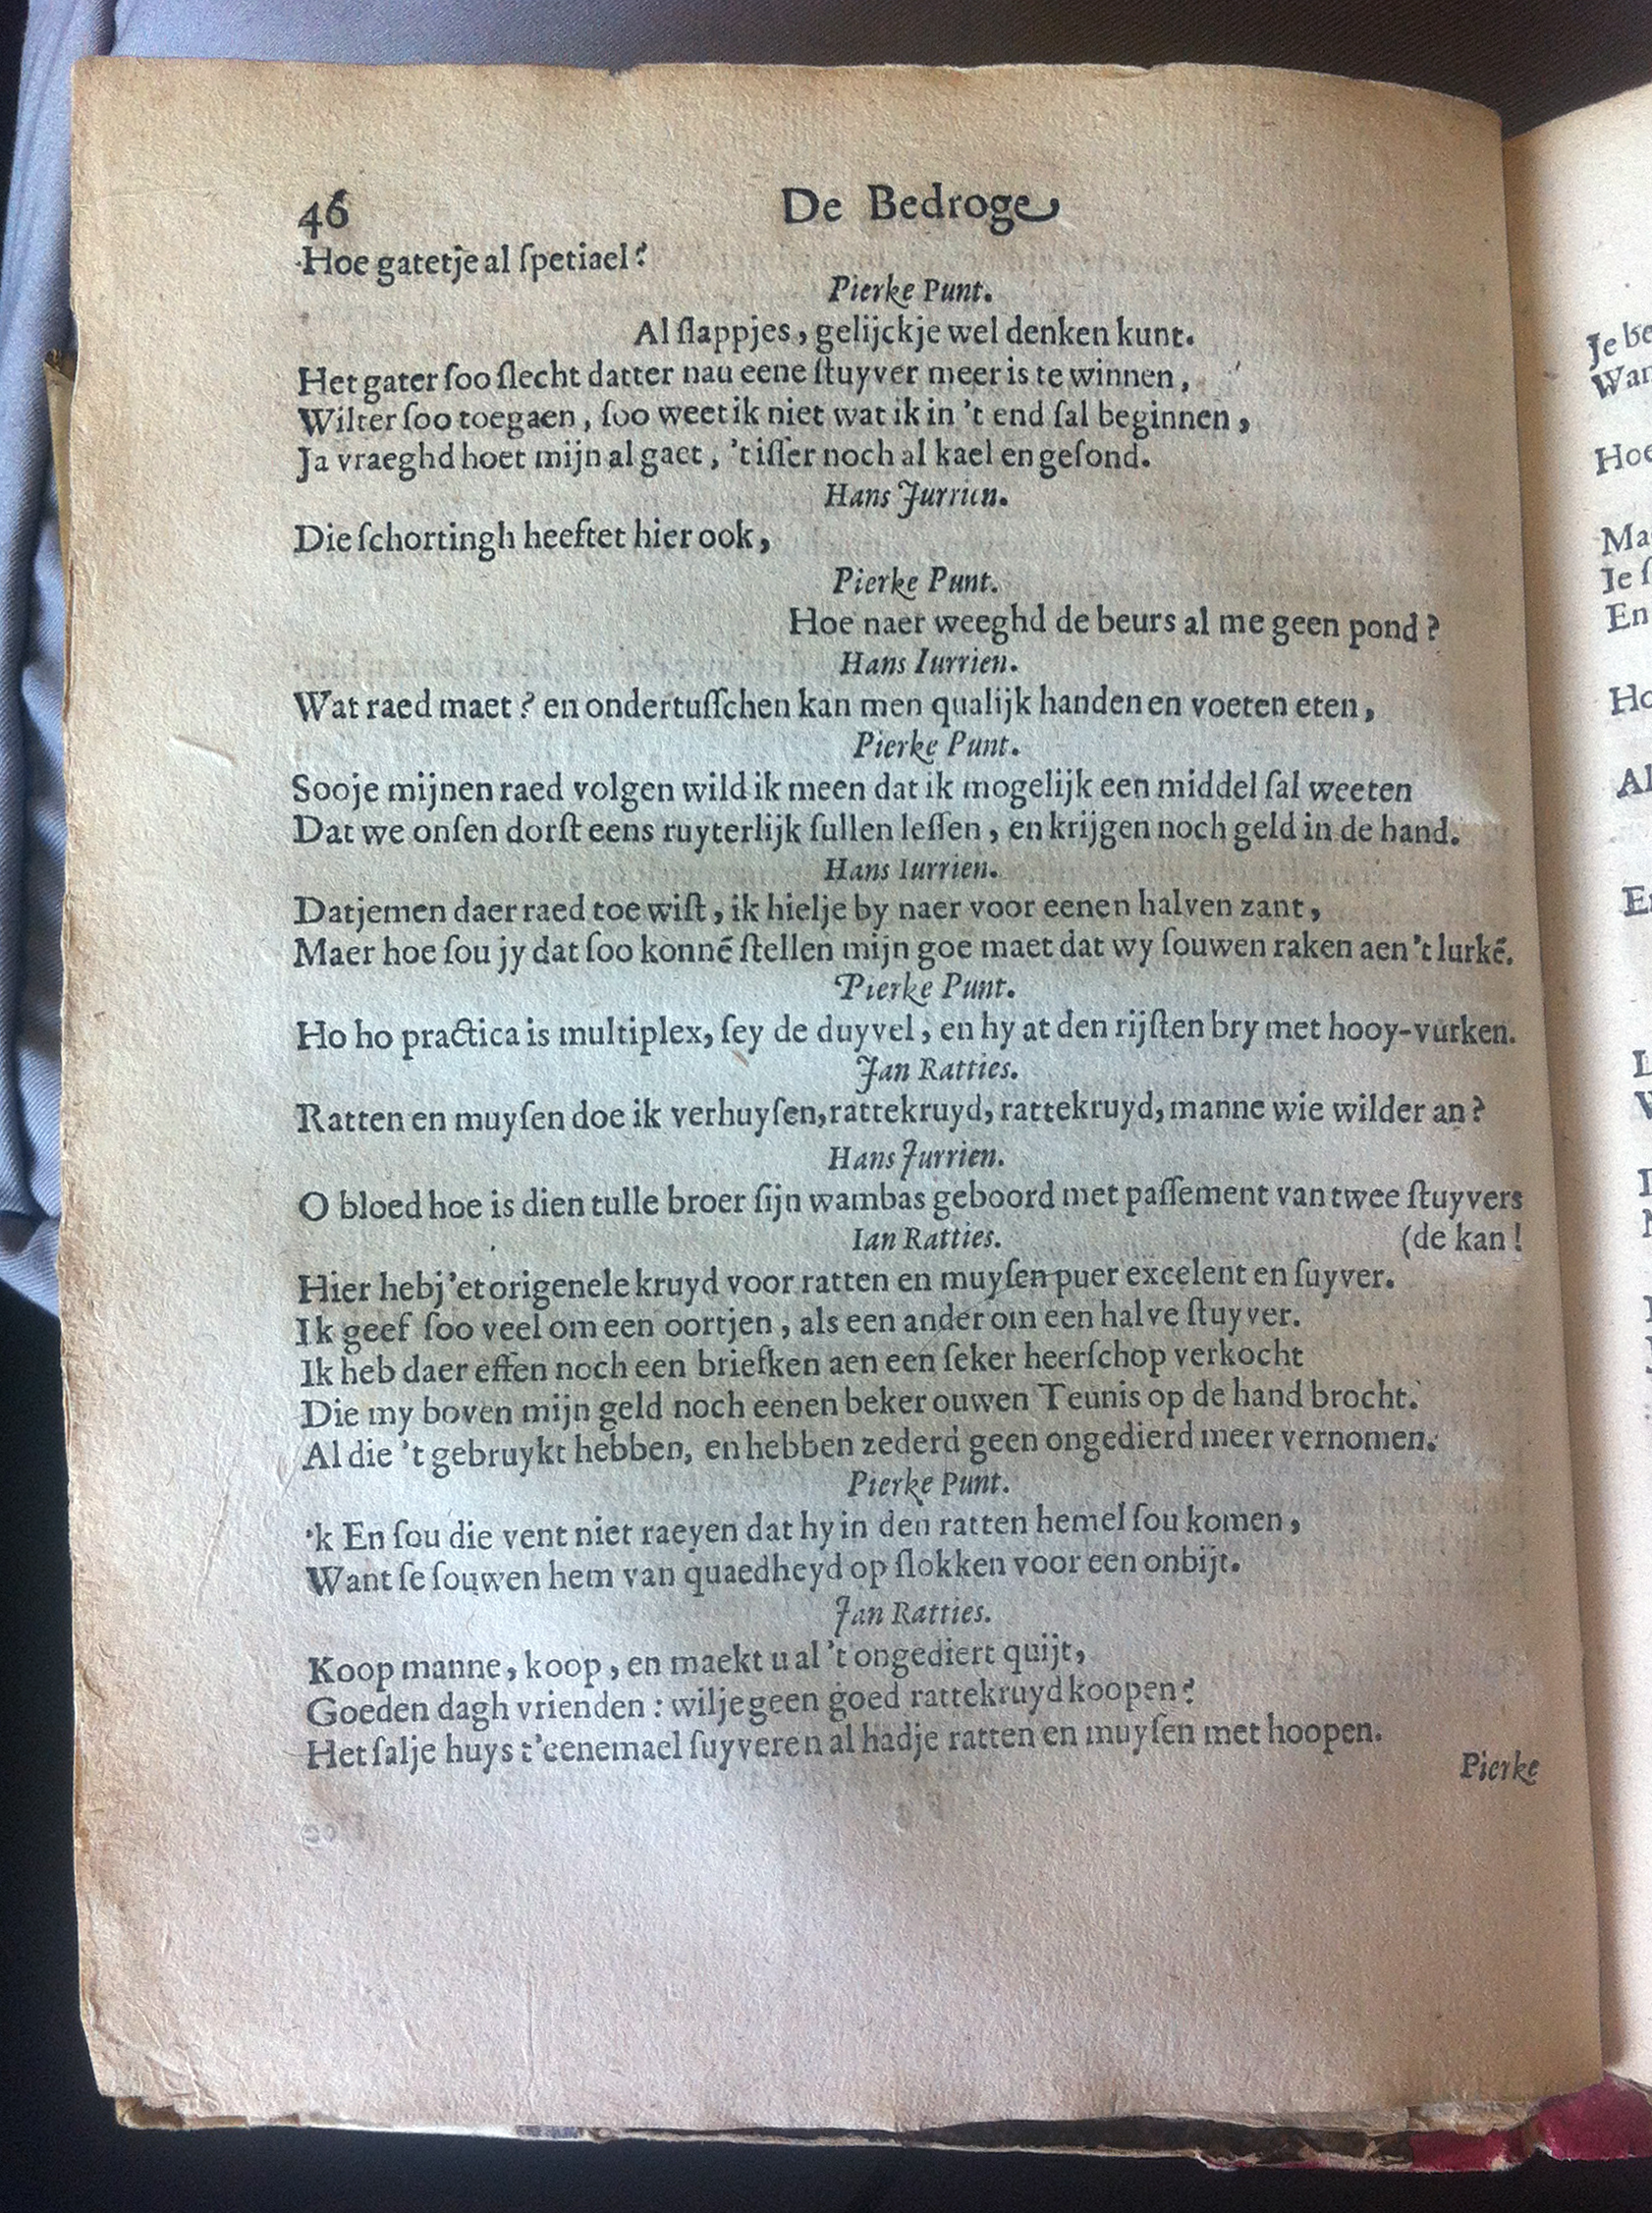 46 De Bedroge
Hoe gatetje al ſpetiael?
Pierke Punt.
Al ſlappjes, gelijckje wel denken kunt.
Het gater ſoo ſlecht datter nau eene ſtuyver meer is te winnen,
Wilter ſoo toegaen, ſoo weet ik niet wat ik in 't end ſal beginnen,
Ja vraeghd hoet mijn al gaet, 't iſſer noch al kael en geſond.
Hans Jurrien.
Die ſchortingh heeftet hier ook,
Pierke Punt.
Hoe naer weeghd de beurs al me geen pond?
Hans Iurrien.
Wat raed maet? en ondertuſſchen kan men qualijk handen en voeten eten,
Pierke Punt.
Sooje mijnen raed volgen wild ik meen dat ik mogelijk een middel ſal weeten
Dat we onſen dorſt eens ruyterlijk ſullen leſſen, en krijgen noch geld in de hand.
Hans Iurrien.
Datjemen daer raed toe wiſt, ik hielje by naer voor eenen halven zant,
Maer hoe ſou jy dat ſoo konnē ſtellen mijn goe maet dat wy ſouwen raken aen 't lurkē.
Pierke Punt.
Ho ho practica is multiplex, ſey de duyvel, en hy at den rijſten bry met hooy-vurken.
Jan Ratties.
Ratten en muyſen doe ik verhuyſen, rattekruyd, rattekruyd, manne wie wilder an?
Hans Jurrien.
O bloed hoe is dien tulle broer ſijn wambas geboord met paſſement van twee ſtuyvers
Ian Ratties. (de kan!
Hier hebj 'et origenele kruyd voor ratten en muyſen puer excelent en ſuyver.
Ik geef ſoo veel om een oortjen, als een ander om een halve ſtuyver.
Ik heb daer effen noch een briefken aen een ſeker heerſchop verkocht
Die my boven mijn geld noch eenen beker ouwen Teunis op de hand brocht.
Al die 't gebruykt hebben, en hebben zederd geen ongedierd meer vernomen.
Pierke Punt.
'k En ſou die vent niet raeyen dat hy in den ratten hemel ſou komen,
Want ſe ſouwen hem van quaedheyd op ſlokken voor een onbijt.
Jan Ratties.
Koop manne, koop, en maekt u al 't ongediert quijt,
Goeden dagh vrienden: wilje geen goed rattekruyd koopen?
Het ſalje huys t'eenemael ſuyveren al hadje ratten en muyſen met hoopen.
Pierke
Je be
Wan
Hoe
Ma
Ie ſ
En
Ho
Al